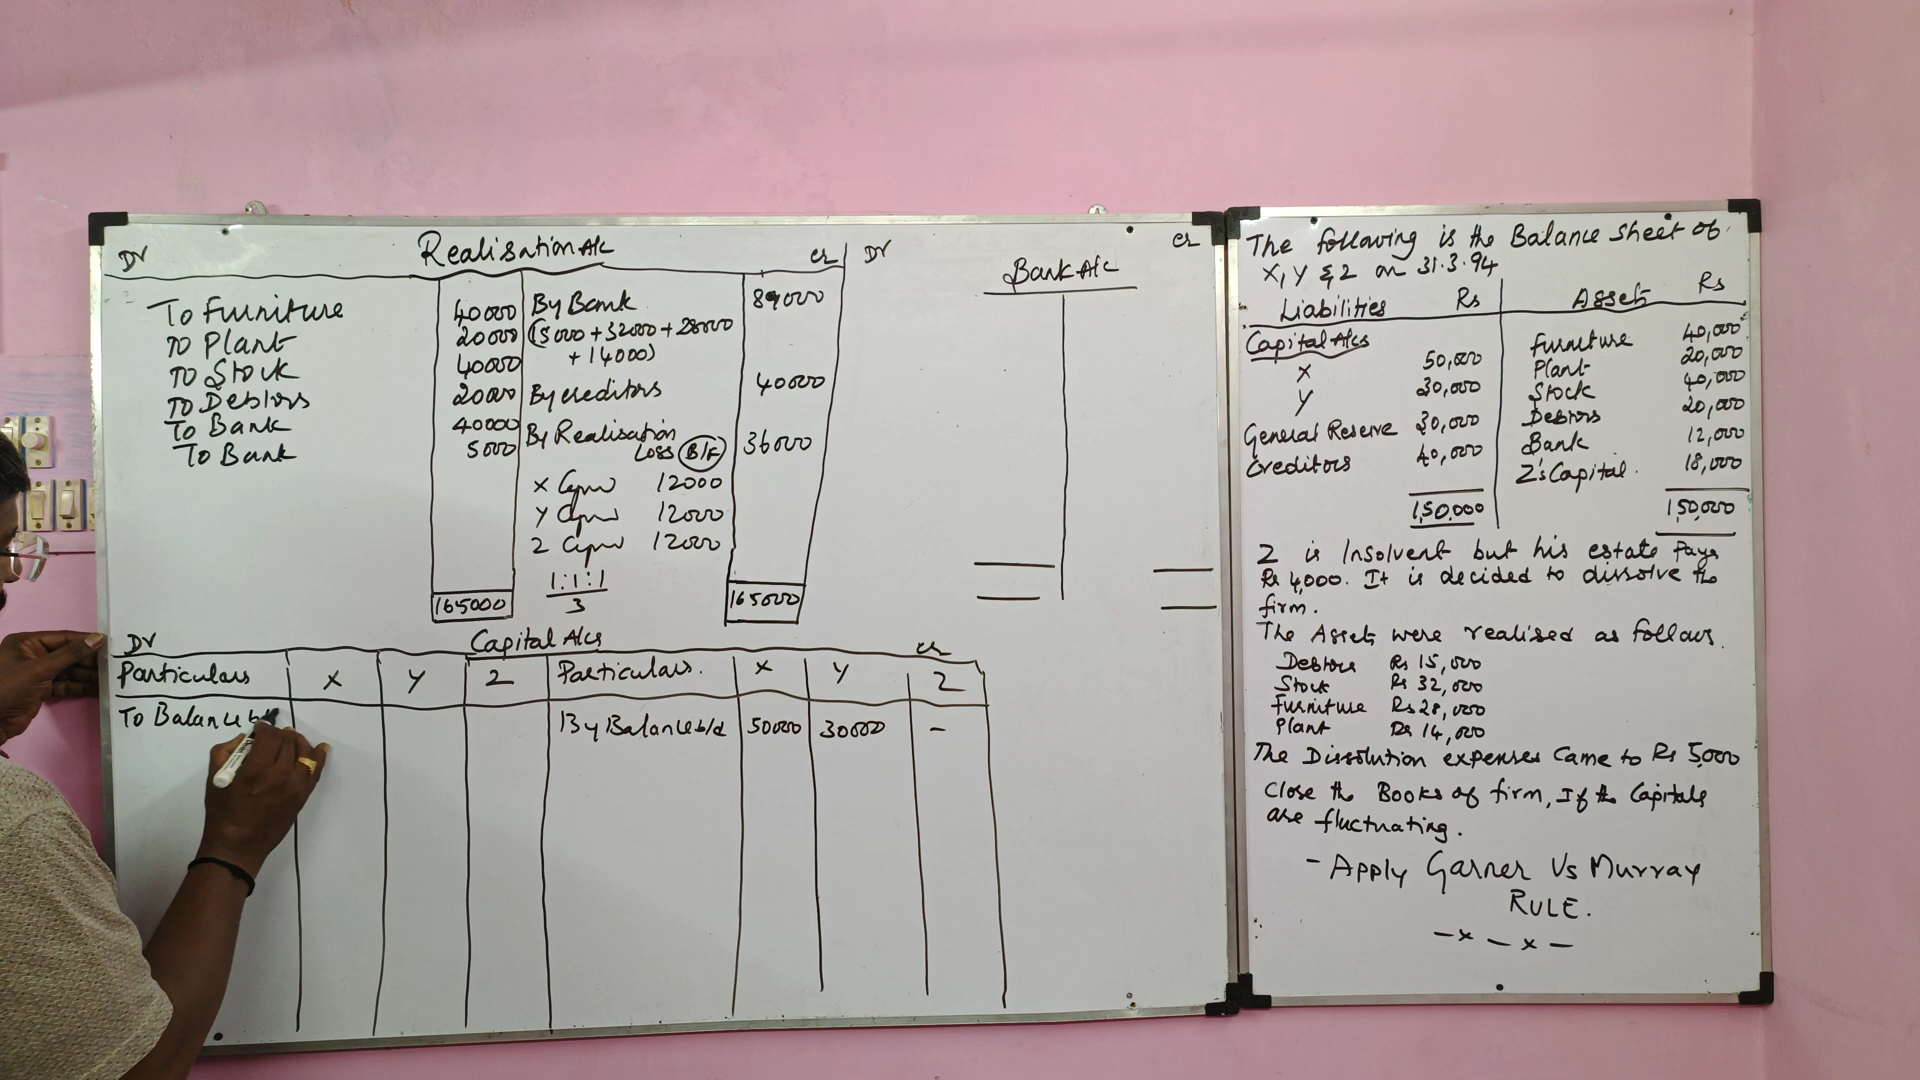 Dr Realisation A/c Cr
To Furniture 40000 By Bank 89000
To Plant 20000 (15000 + 32000 + 28000
To Stock 40000 + 14000)
To Debtors 20000 By creditors 40000
To Bank 40000 By Realisation
To Bank 5000 Loss (B/F) 36000
X 12000
Y 12000
Z 12000
1:1:1
3
165000 165000
Dr Bank A/c Cr
Dr Capital A/cs Cr
Particulars X Y Z Particulars. X Y Z
To Balance By Balance b/d 50000 30000 -
The following is the Balance Sheet of
X, Y & Z on 31.3.94
Liabilities Rs Assets Rs
Capital A/cs Furniture 40,000
X 50,000 Plant 20,000
Y 30,000 Stock 40,000
General Reserve 30,000 Debtors 20,000
Creditors 40,000 Bank 12,000
Z's Capital. 18,000
1,50,000 1,50,000
Z is Insolvent but his estate Pays
Rs 4,000. It is decided to dissolve the
firm.
The Assets were realised as follows.
Debtors Rs 15,000
Stock Rs 32,000
Furniture Rs 28,000
Plant Rs 14,000
The Dissolution expenses came to Rs 5,000
Close the Books of firm, If the Capitals
are fluctuating.
- Apply Garner Vs Murray
RULE.
-x-x-